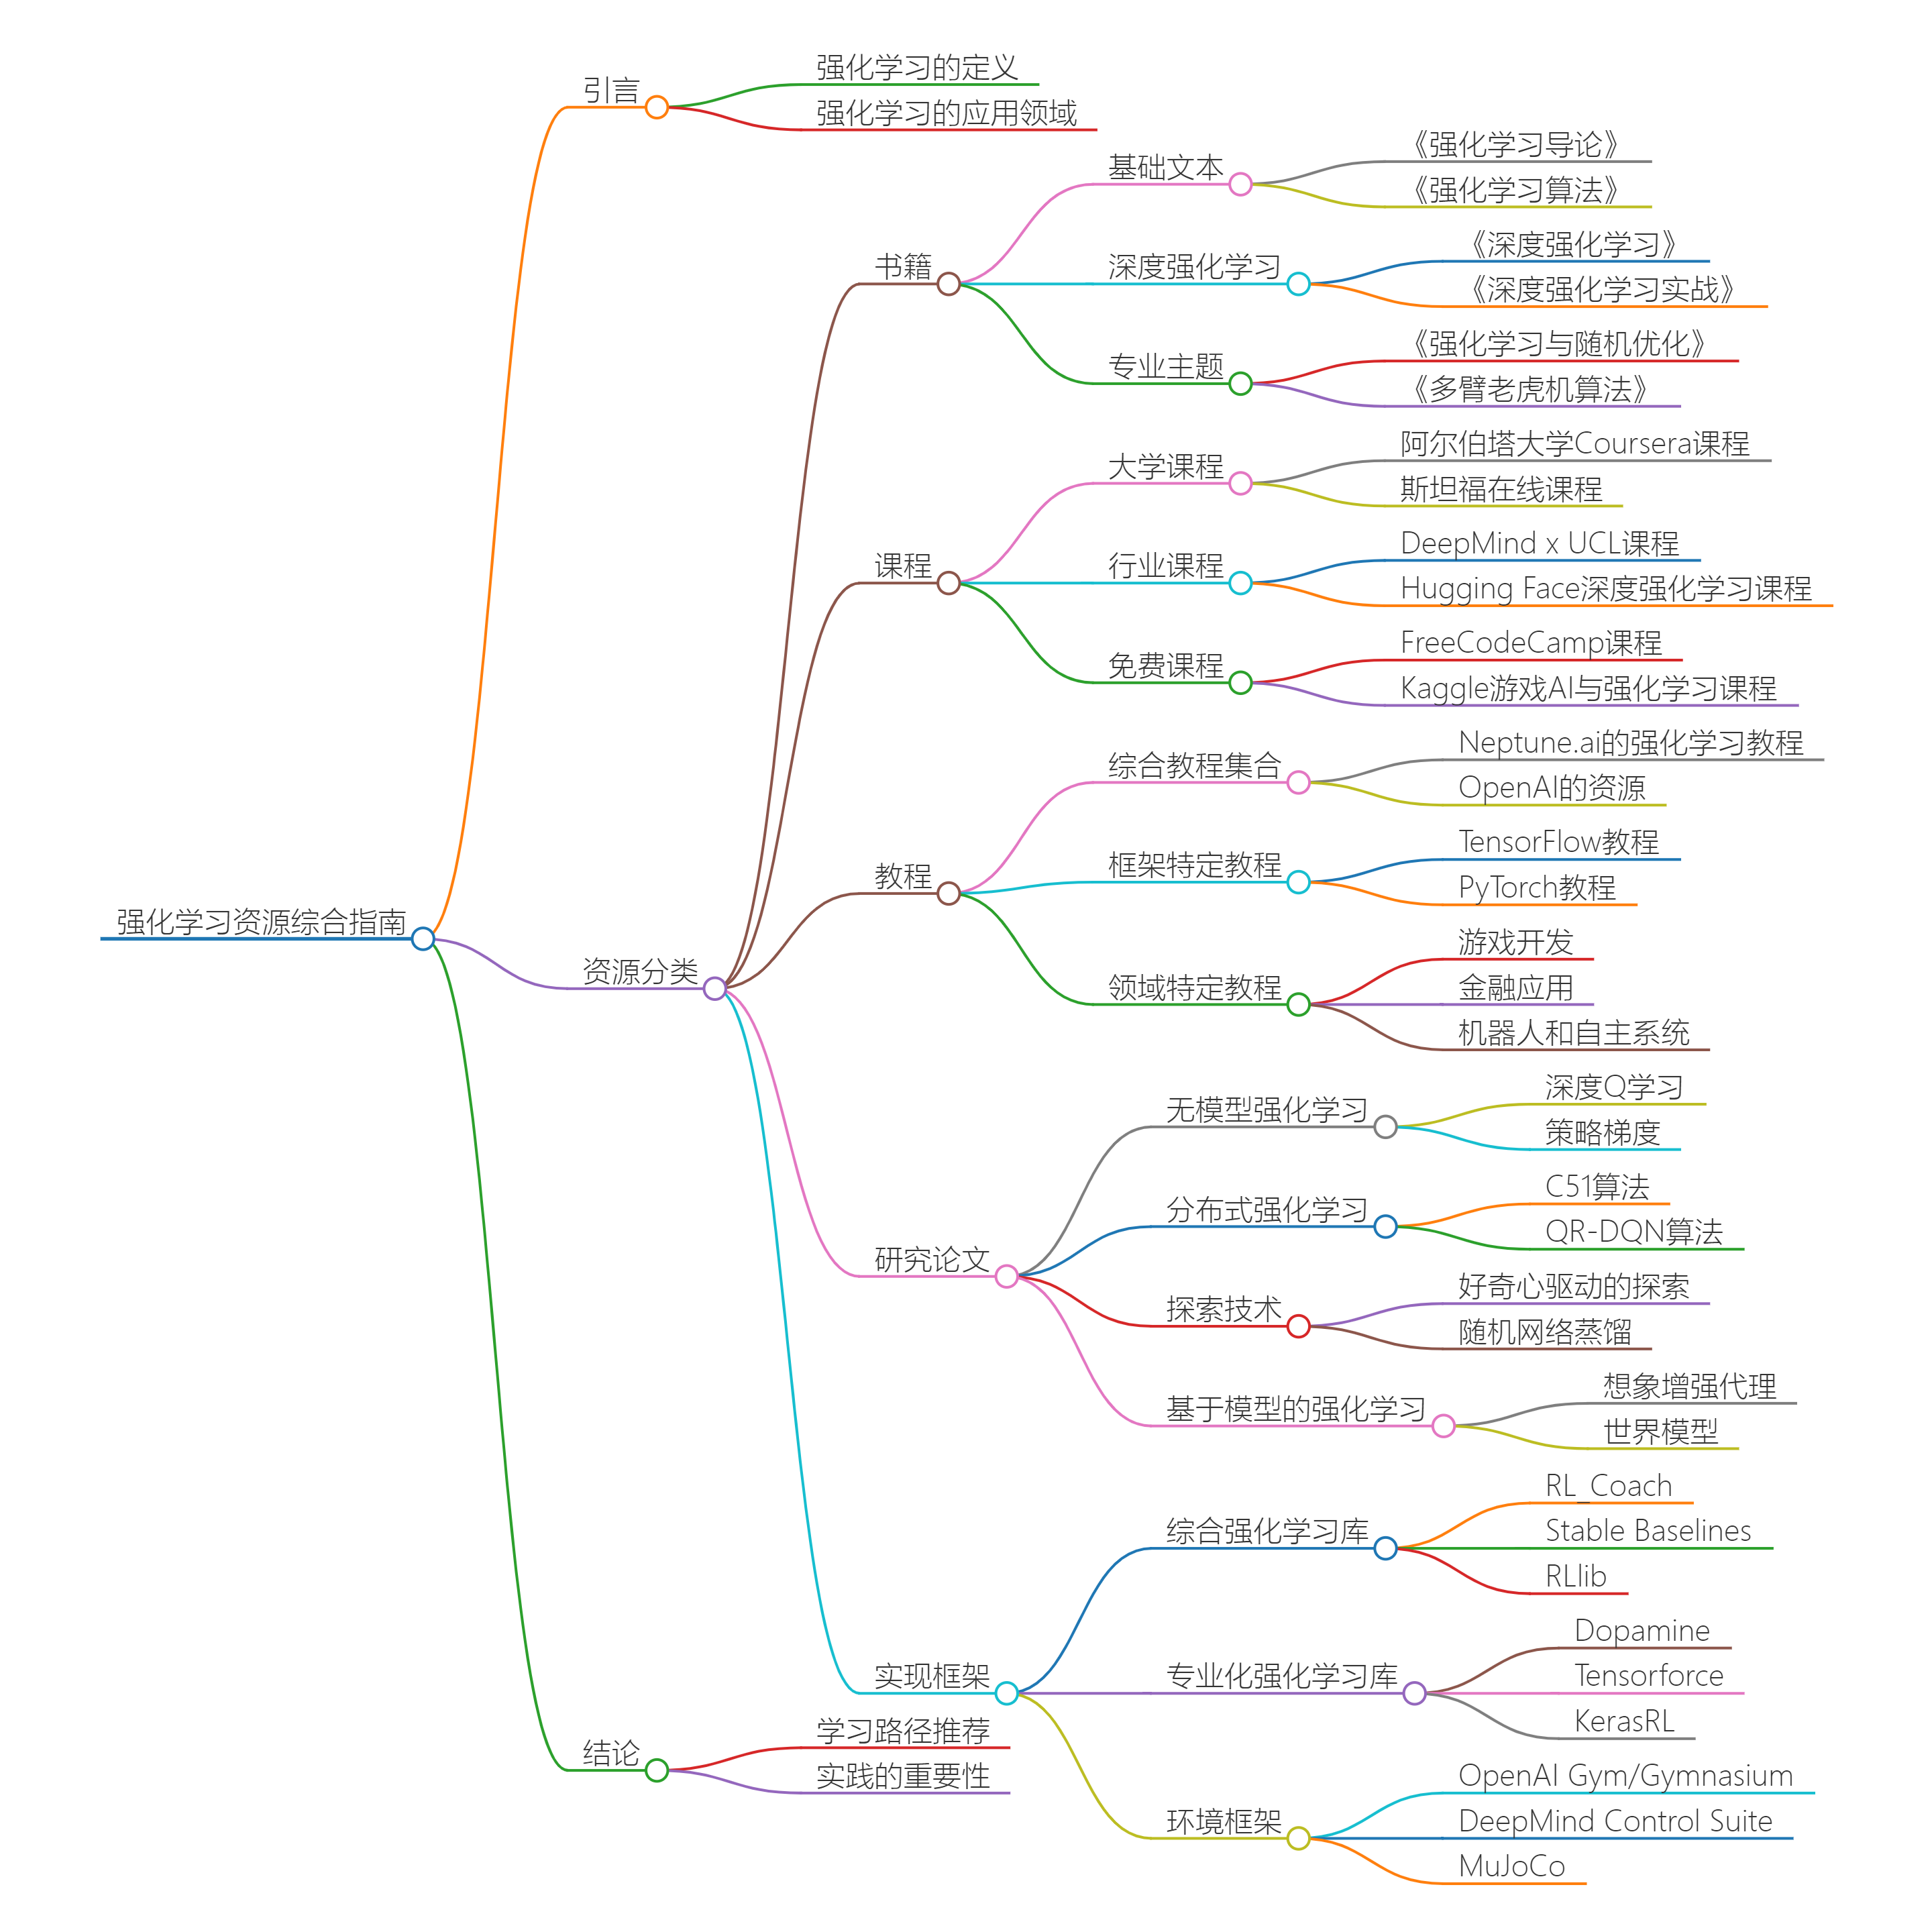 强化学习资源综合指南
引言
强化学习的定义
强化学习的应用领域
资源分类
书籍
基础文本
《强化学习导论》
《强化学习算法》
深度强化学习
《深度强化学习》
《深度强化学习实战》
专业主题
《强化学习与随机优化》
《多臂老虎机算法》
课程
大学课程
阿尔伯塔大学Coursera课程
斯坦福在线课程
行业课程
DeepMind x UCL课程
Hugging Face深度强化学习课程
免费课程
FreeCodeCamp课程
Kaggle游戏AI与强化学习课程
教程
综合教程集合
Neptune.ai的强化学习教程
OpenAI的资源
框架特定教程
TensorFlow教程
PyTorch教程
领域特定教程
游戏开发
金融应用
机器人和自主系统
研究论文
无模型强化学习
深度Q学习
策略梯度
分布式强化学习
C51算法
QR-DQN算法
探索技术
好奇心驱动的探索
随机网络蒸馏
基于模型的强化学习
想象增强代理
世界模型
实现框架
综合强化学习库
RL_Coach
Stable Baselines
RLlib
专业化强化学习库
Dopamine
Tensorforce
KerasRL
环境框架
OpenAI Gym/Gymnasium
DeepMind Control Suite
MuJoCo
结论
学习路径推荐
实践的重要性